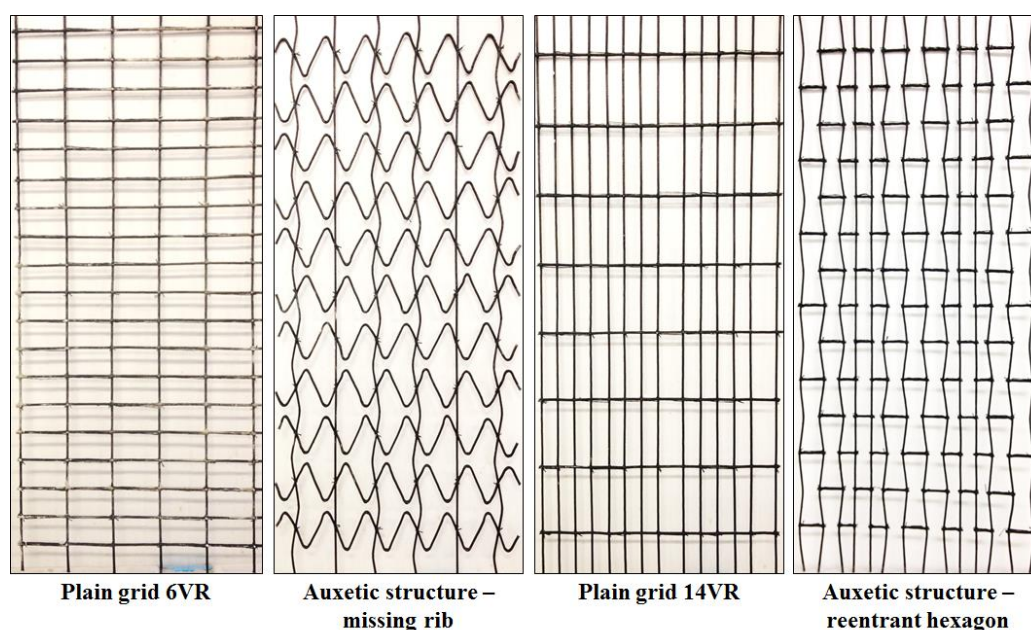 Plain grid 6VR
Auxetic structure –
missing rib
Plain grid 14VR
Auxetic structure –
reentrant hexagon